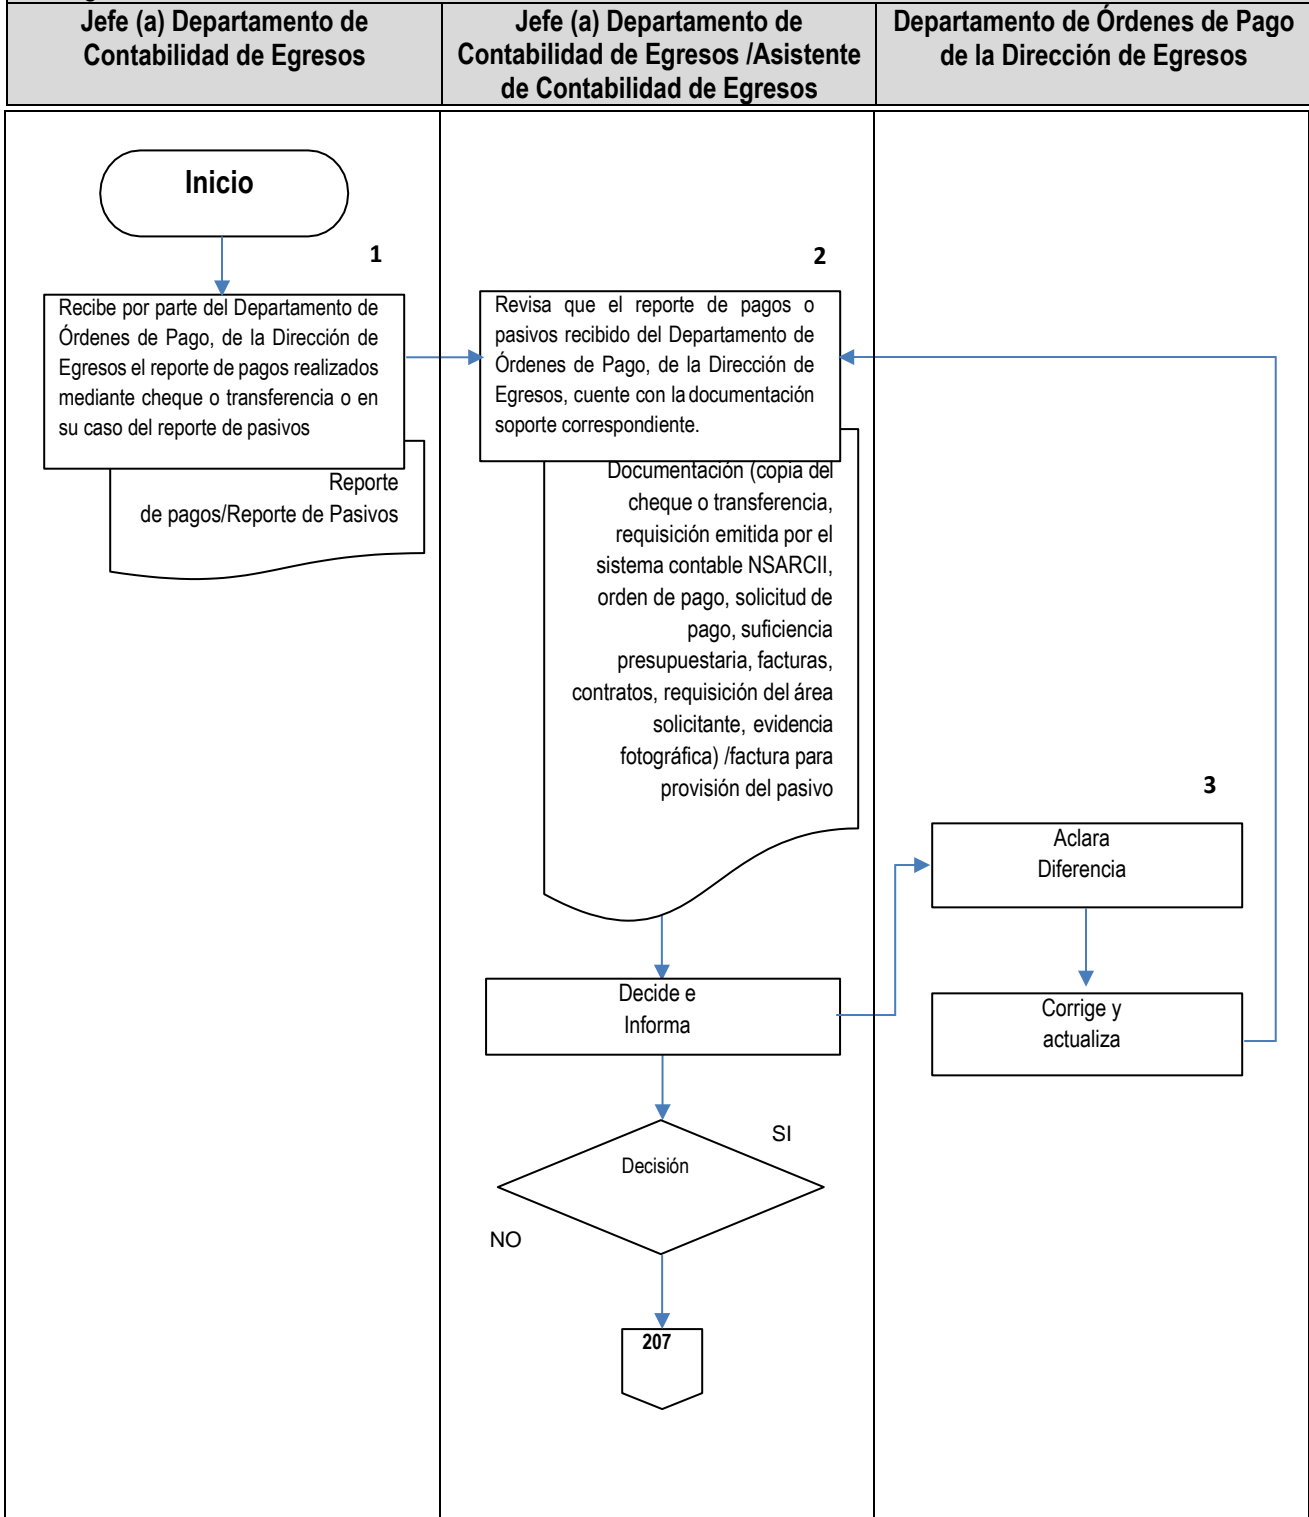 Jefe (a) Departamento de
Contabilidad de Egresos
Jefe (a) Departamento de
Contabilidad de Egresos /Asistente
de Contabilidad de Egresos
Departamento de Órdenes de Pago
de la Dirección de Egresos
Inicio
1
Recibe por parte del Departamento de
Órdenes de Pago, de la Dirección de
Egresos el reporte de pagos realizados
mediante cheque o transferencia o en
su caso del reporte de pasivos
Reporte
de pagos/Reporte de Pasivos
2
Revisa que el reporte de pagos o
pasivos recibido del Departamento de
Órdenes de Pago, de la Dirección de
Egresos, cuente con la documentación
soporte correspondiente.
Documentación (copia del
cheque o transferencia,
requisición emitida por el
sistema contable NSARCII,
orden de pago, solicitud de
pago, suficiencia
presupuestaria, facturas,
contratos, requisición del área
solicitante, evidencia
fotográfica) /factura para
provisión del pasivo
3
Aclara
Diferencia
Corrige y
actualiza
Decide e
Informa
SI
Decisión
NO
207